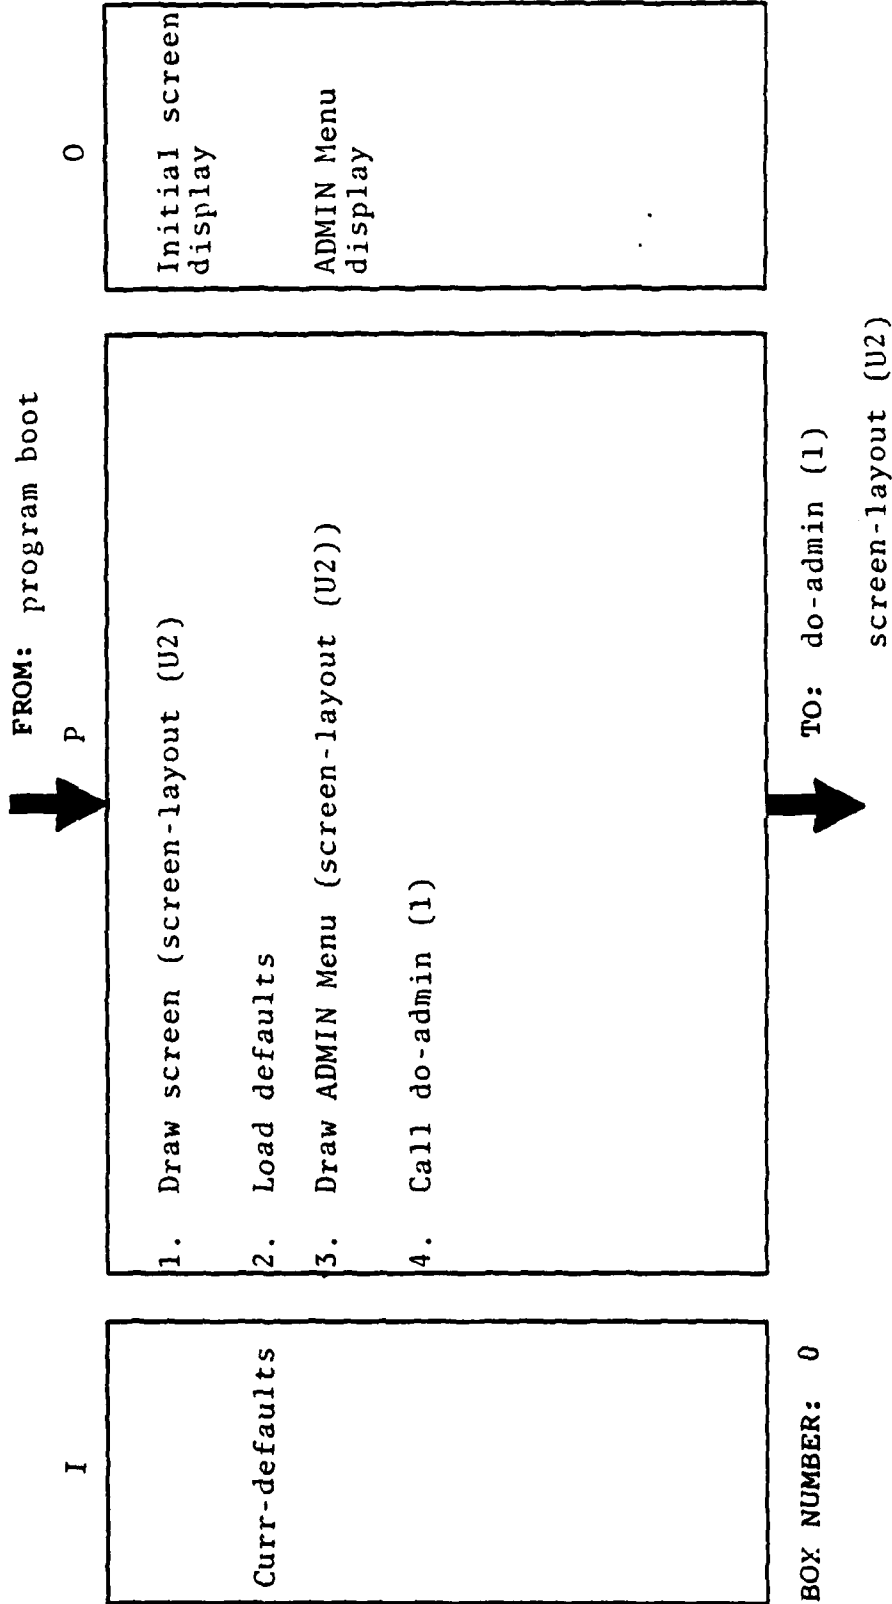 FROM: program boot
I
P
O
Curr-defaults
1. Draw screen (screen-layout (U2)
2. Load defaults
3. Draw ADMIN Menu (screen-layout (U2))
4. Call do-admin (1)
Initial screen
display
ADMIN Menu
display
BOX NUMBER: 0
TO: do-admin (1)
screen-layout (U2)